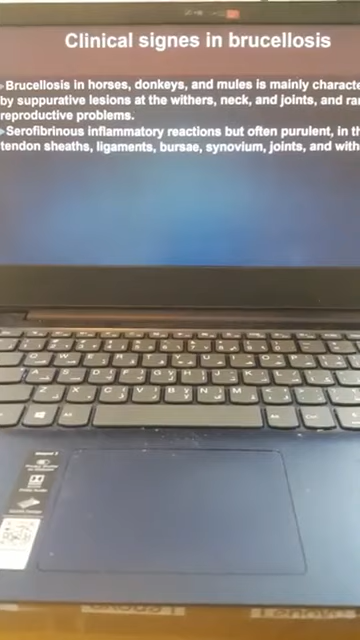 Clinical signes in brucellosis
Brucellosis in horses, donkeys, and mules is mainly characte
by suppurative lesions at the withers, neck, and joints, and ra
reproductive problems.
Serofibrinous inflammatory reactions but often purulent, in th
tendon sheaths, ligaments, bursae, synovium, joints, and with